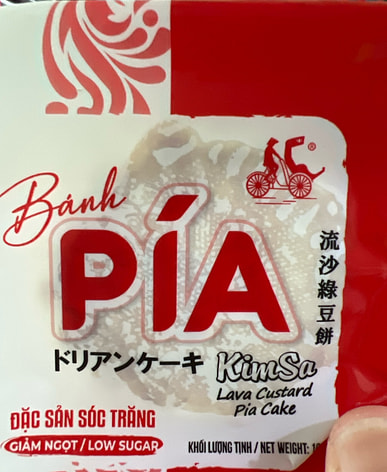 Bánh
PÍA
流沙綠豆餅
ドリアンケーキ
KimSa
Lava Custard
Pía Cake
ĐẶC SẢN SÓC TRĂNG
GIẢM NGỌT / LOW SUGAR
KHỐI LƯỢNG TỊNH / NET WEIGHT:
®